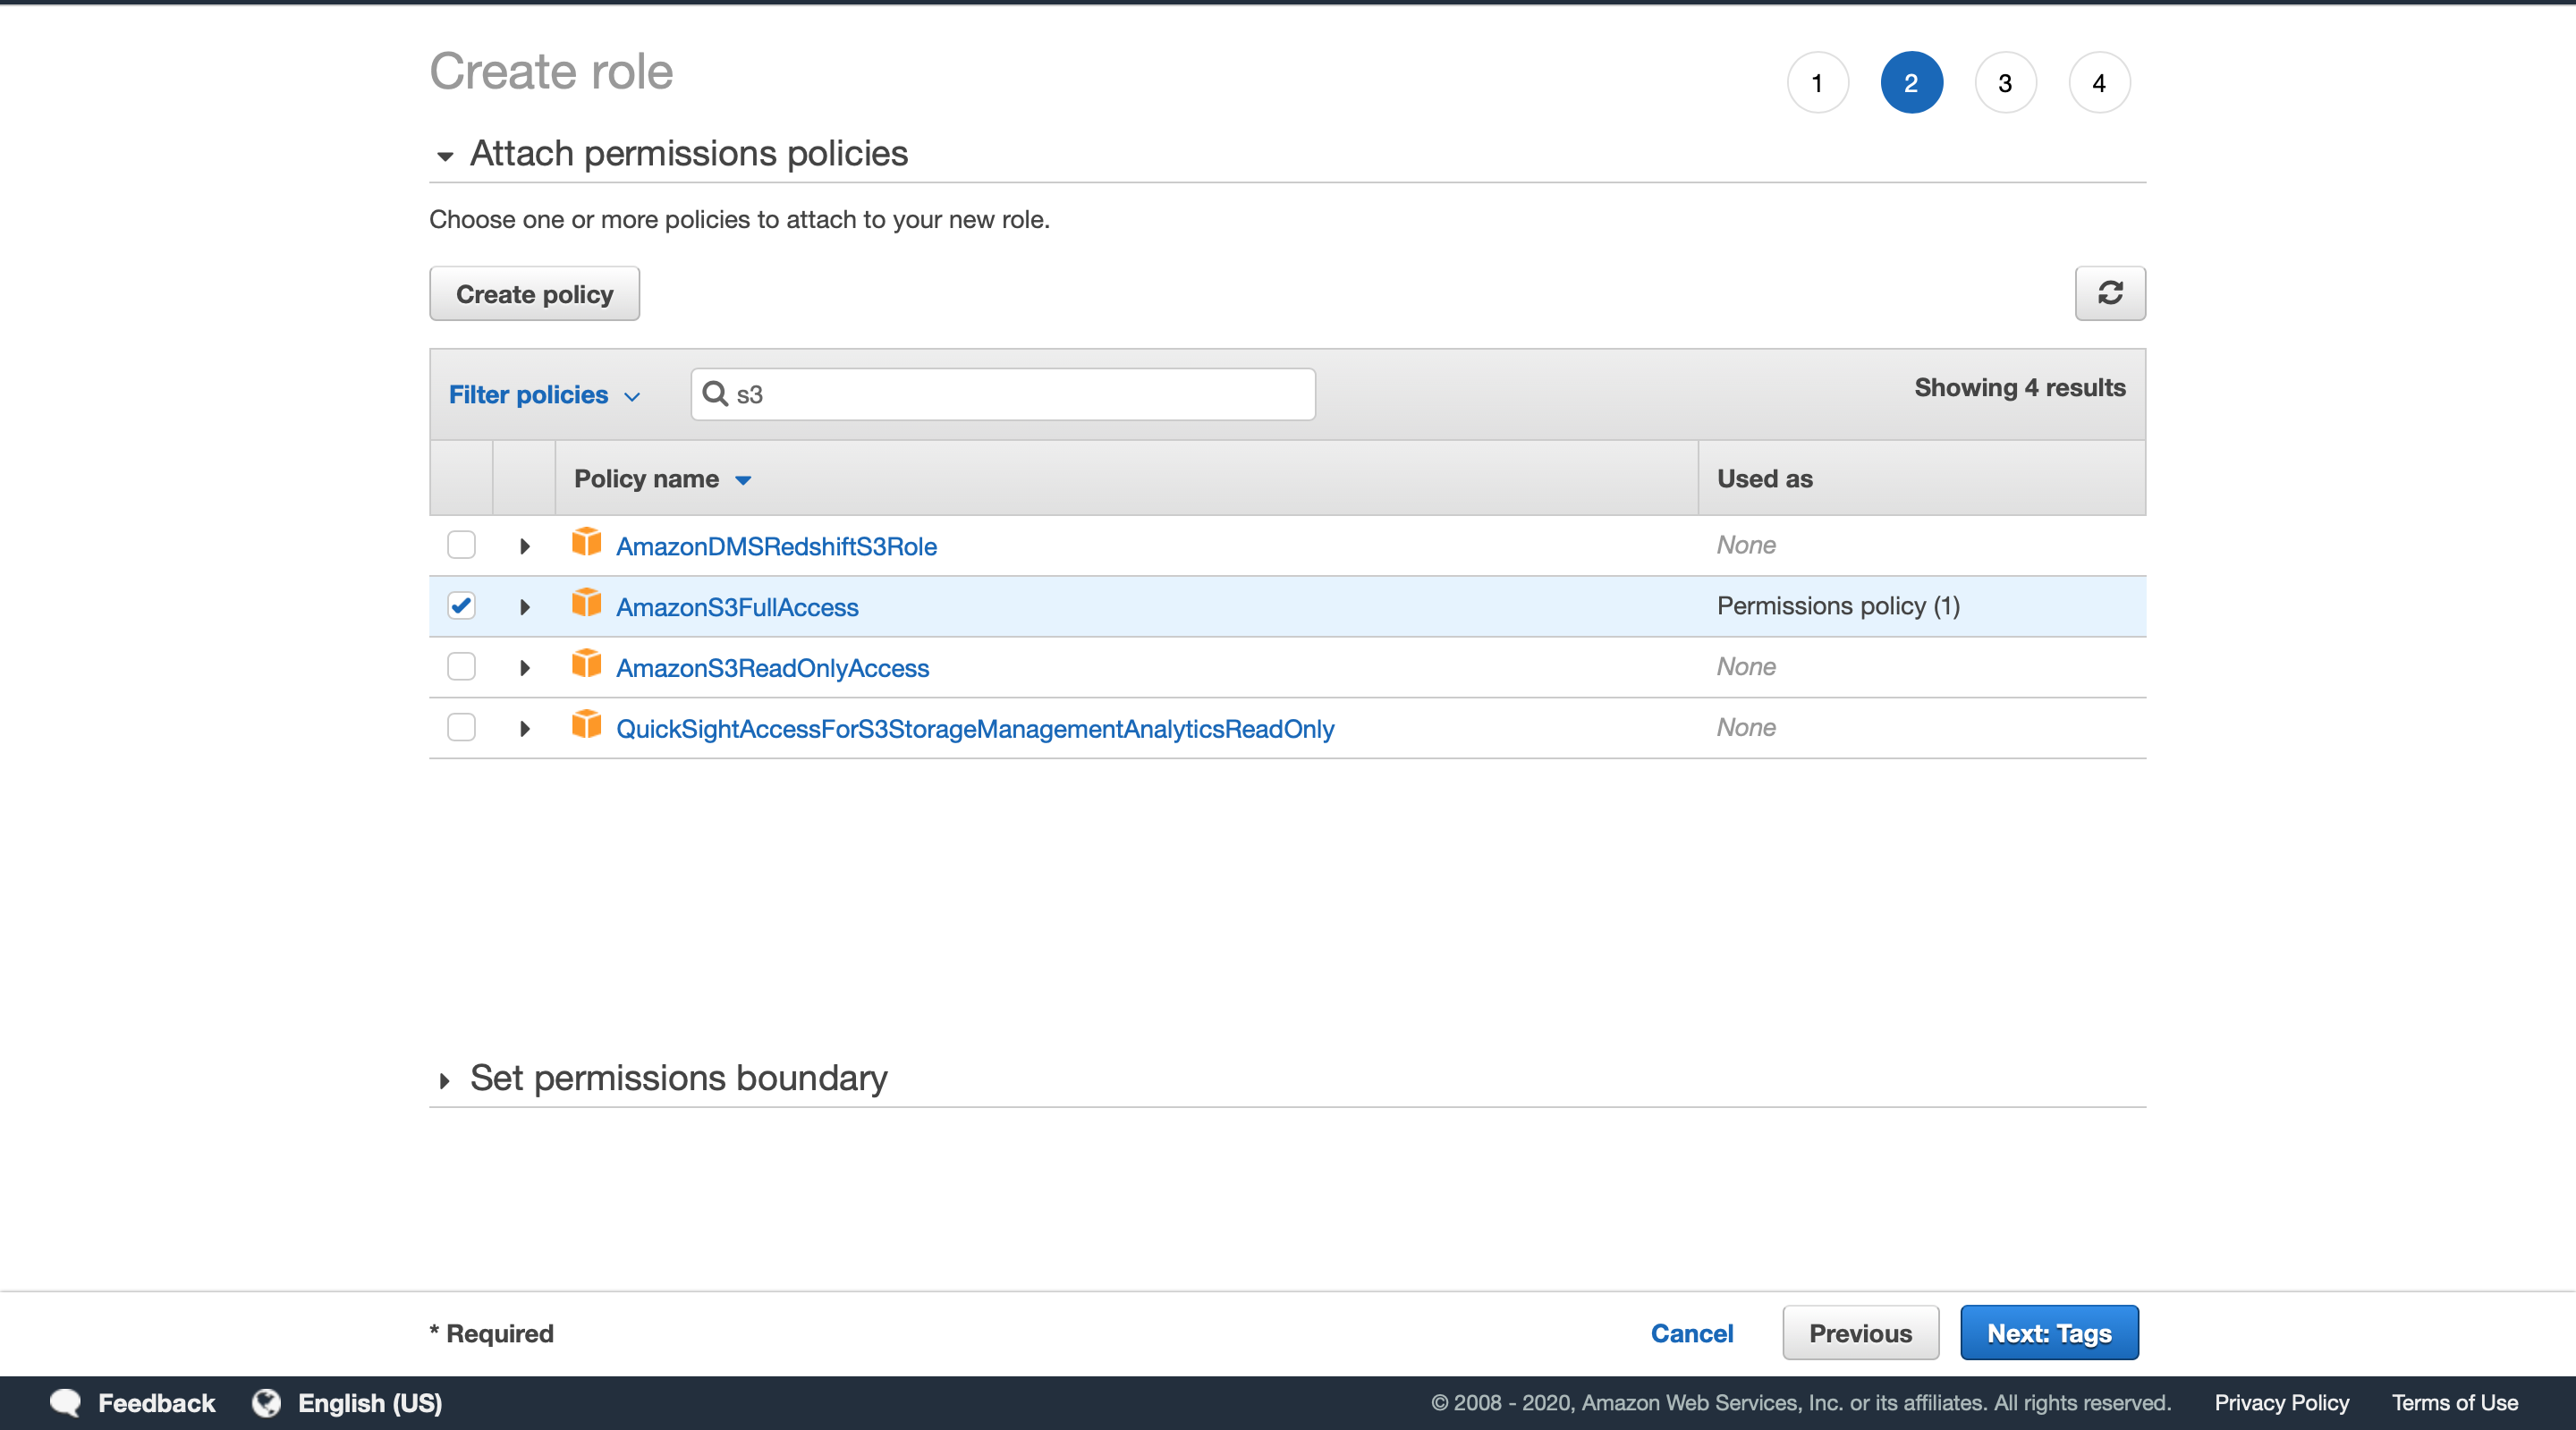 Create role
1 2 3 4
Attach permissions policies
Choose one or more policies to attach to your new role.
Create policy
Filter policies s3 Showing 4 results
Policy name Used as
AmazonDMSRedshiftS3Role None
AmazonS3FullAccess Permissions policy (1)
AmazonS3ReadOnlyAccess None
QuickSightAccessForS3StorageManagementAnalyticsReadOnly None
Set permissions boundary
* Required Cancel Previous Next: Tags
Feedback English (US) © 2008 - 2020, Amazon Web Services, Inc. or its affiliates. All rights reserved. Privacy Policy Terms of Use